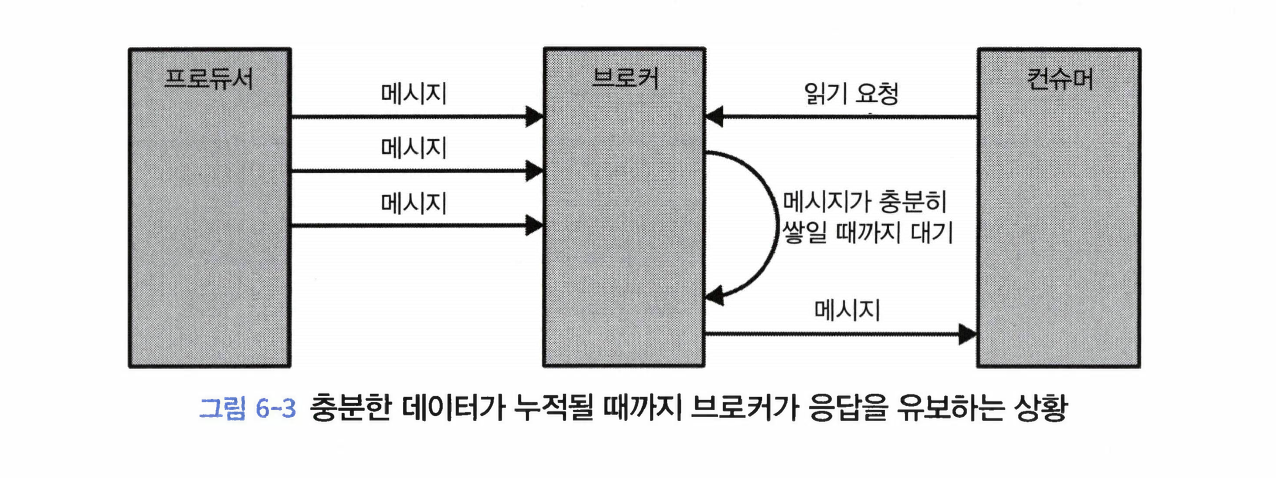 프로듀서
브로커
컨슈머
메시지
메시지
메시지
읽기 요청
메시지가 충분히
쌓일 때까지 대기
메시지
그림 6-3 충분한 데이터가 누적될 때까지 브로커가 응답을 유보하는 상황